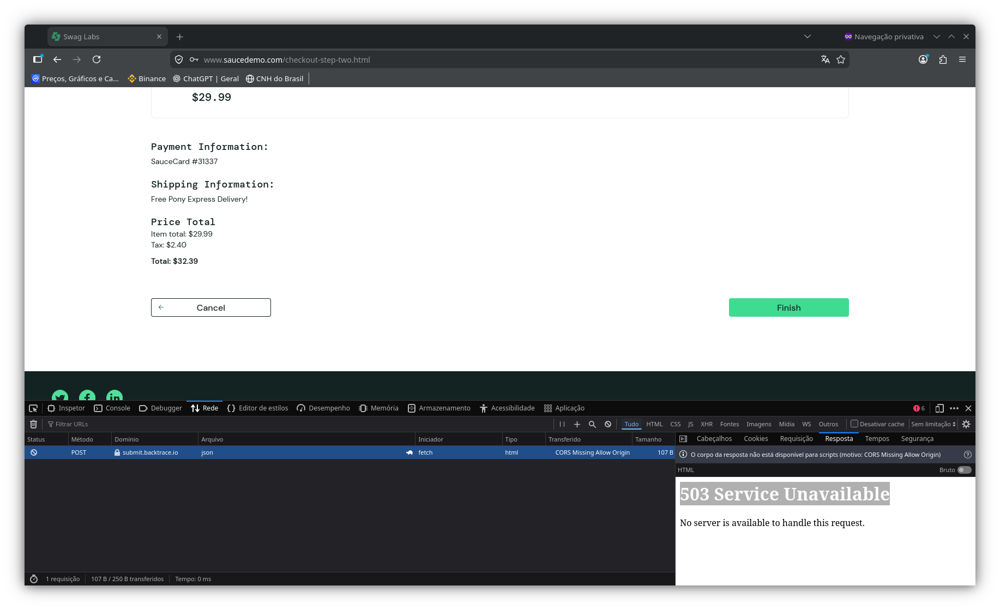 Swag Labs
Navegação privativa
www.saucedemo.com/checkout-step-two.html
Preços, Gráficos e Ca...
Binance
ChatGPT | Geral
CNH do Brasil
$29.99
Payment Information:
SauceCard #31337
Shipping Information:
Free Pony Express Delivery!
Price Total
Item total: $29.99
Tax: $2.40
Total: $32.39
Cancel
Finish
Inspetor
Console
Debugger
Rede
Editor de estilos
Desempenho
Memória
Armazenamento
Acessibilidade
Aplicação
6
Filtrar URLs
Tudo
HTML
CSS
JS
XHR
Fontes
Imagens
Mídia
WS
Outros
Desativar cache
Sem limitação
Status
Método
Domínio
Arquivo
Iniciador
Tipo
Transferido
Tamanho
POST
submit.backtrace.io
json
fetch
html
CORS Missing Allow Origin
107 B
Cabeçalhos
Cookies
Requisição
Resposta
Tempos
Segurança
O corpo da resposta não está disponível para scripts (motivo: CORS Missing Allow Origin)
HTML
Bruto
503 Service Unavailable
No server is available to handle this request.
1 requisição
107 B / 250 B transferidos
Tempo: 0 ms